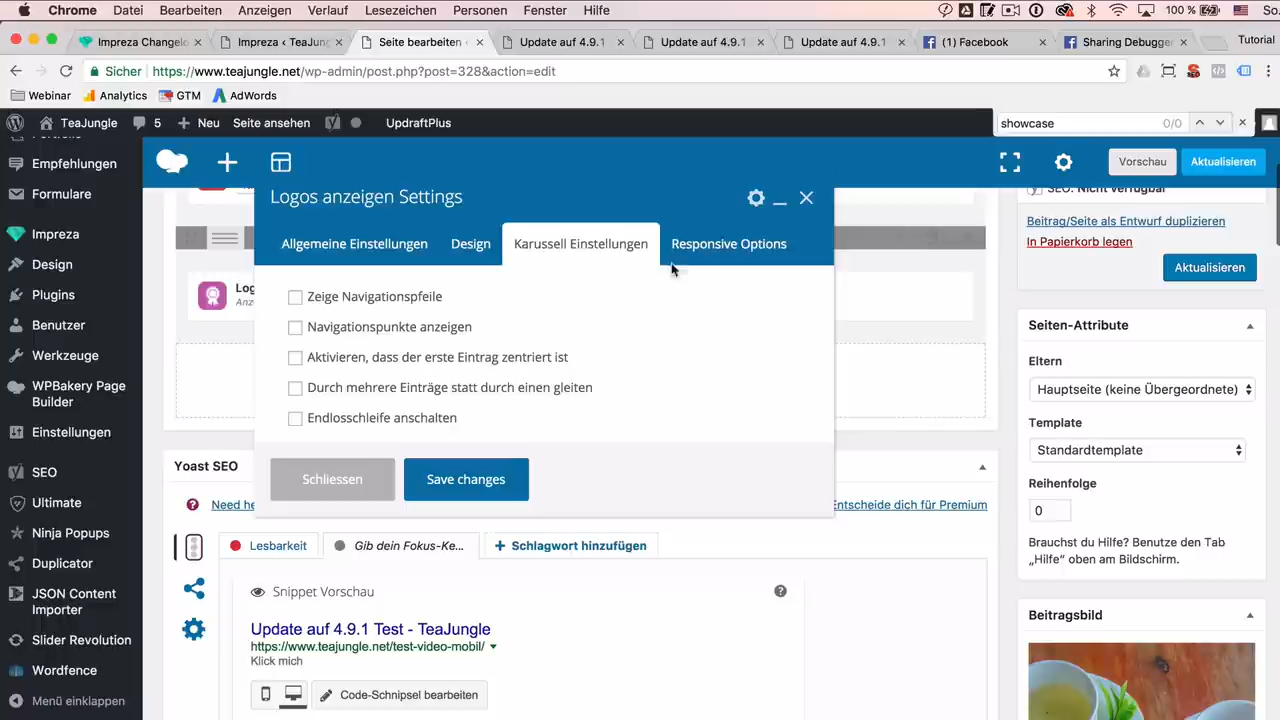 Chrome Datei Bearbeiten Anzeigen Verlauf Lesezeichen Personen Fenster Hilfe 100 % So.
Impreza Changelo Impreza ‹ TeaJung Seite bearbeiten Update auf 4.9.1 Update auf 4.9.1 Update auf 4.9.1 (1) Facebook Sharing Debugge Tutorial
Sicher https://www.teajungle.net/wp-admin/post.php?post=328&action=edit
Webinar Analytics GTM AdWords
TeaJungle 5 Neu Seite ansehen UpdraftPlus showcase 0/0
Empfehlungen
Formulare
Impreza
Design
Plugins
Benutzer
Werkzeuge
WPBakery Page
Builder
Einstellungen
SEO
Ultimate
Ninja Popups
Duplicator
JSON Content
Importer
Slider Revolution
Wordfence
Menü einklappen
Vorschau Aktualisieren
Logos anzeigen Settings
Allgemeine Einstellungen Design Karussell Einstellungen Responsive Options
Log
Anz
Zeige Navigationspfeile
Navigationspunkte anzeigen
Aktivieren, dass der erste Eintrag zentriert ist
Durch mehrere Einträge statt durch einen gleiten
Endlosschleife anschalten
Schliessen Save changes
Yoast SEO
Need he Entscheide dich für Premium
Lesbarkeit Gib dein Fokus-Ke... Schlagwort hinzufügen
Snippet Vorschau
Update auf 4.9.1 Test - TeaJungle
https://www.teajungle.net/test-video-mobil/
Klick mich
Code-Schnipsel bearbeiten
SEO: Nicht verfügbar
Beitrag/Seite als Entwurf duplizieren
In Papierkorb legen
Aktualisieren
Seiten-Attribute
Eltern
Hauptseite (keine Übergeordnete)
Template
Standardtemplate
Reihenfolge
0
Brauchst du Hilfe? Benutze den Tab
„Hilfe“ oben am Bildschirm.
Beitragsbild